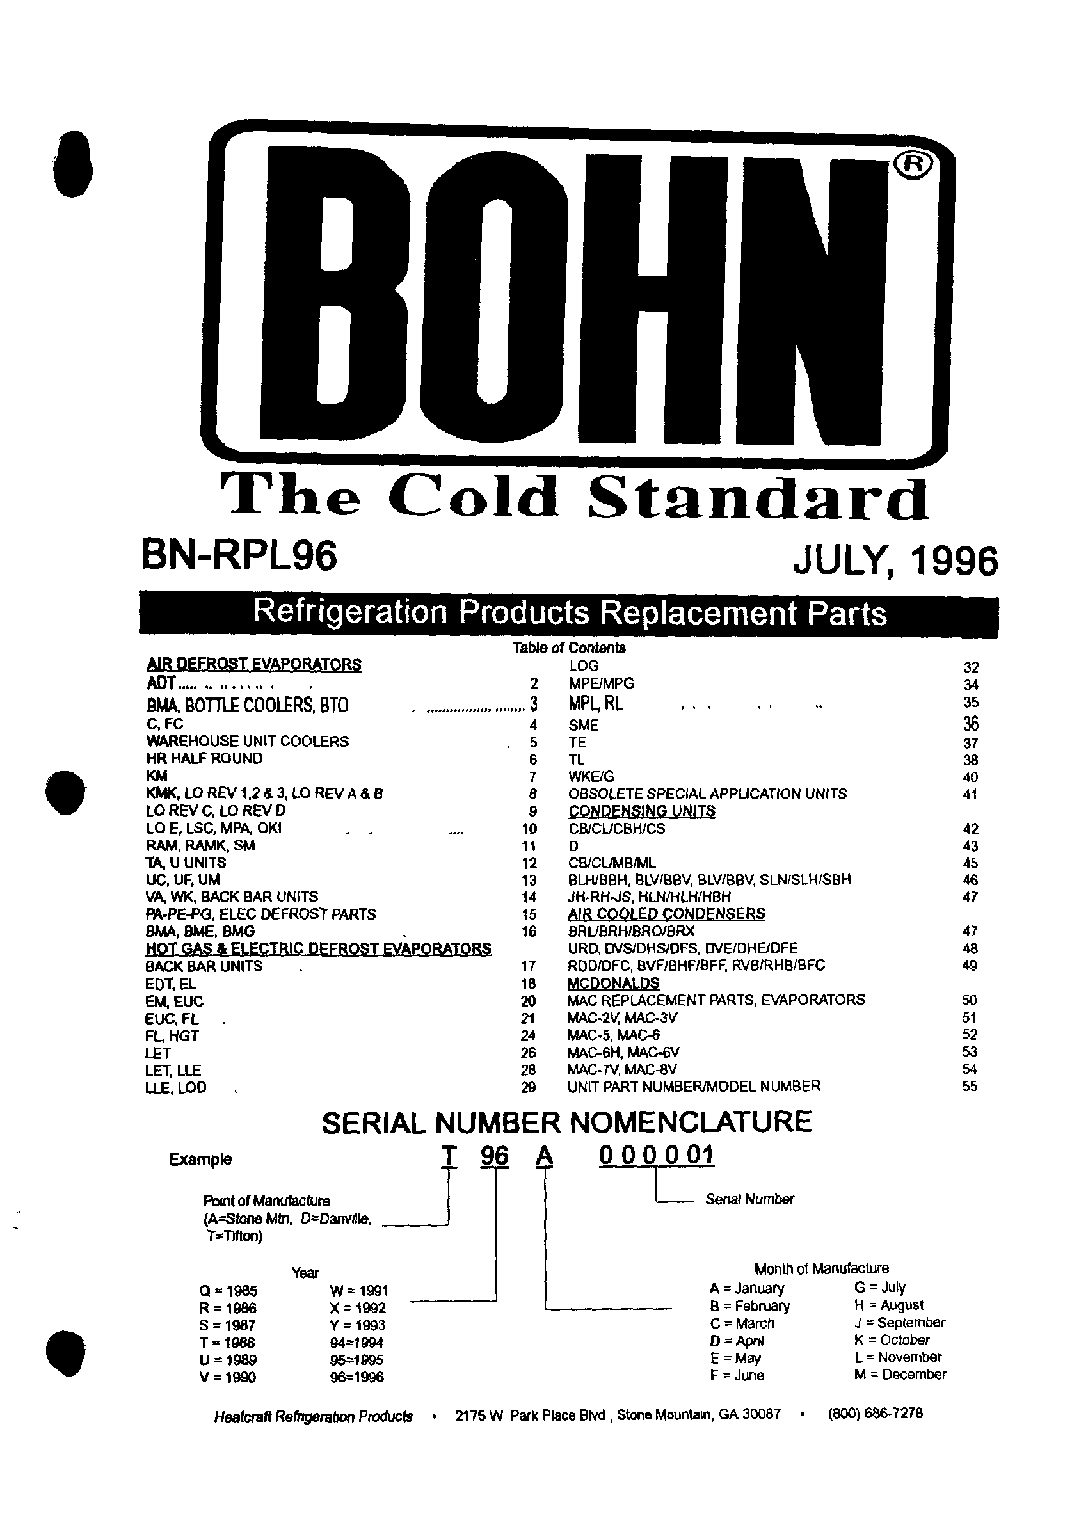 BOHN®
The Cold Standard
BN-RPL96
JULY, 1996
Refrigeration Products Replacement Parts
Table of Contents
AIR DEFROST EVAPORATORS
ADT 2
BMA, BOTTLE COOLERS, BTO 3
C, FC 4
WAREHOUSE UNIT COOLERS 5
HR HALF ROUND 6
KM 7
KMK, LO REV 1,2 & 3, LO REV A & B 8
LO REV C, LO REV D 9
LO E, LSC, MPA, OKI 10
RAM, RAMK, SM 11
TA, U UNITS 12
UC, UF, UM 13
VA, WK, BACK BAR UNITS 14
PA-PE-PG, ELEC DEFROST PARTS 15
BMA, BME, BMG 16
HOT GAS & ELECTRIC DEFROST EVAPORATORS
BACK BAR UNITS 17
EDT, EL 18
EM, EUC 20
EUC, FL 21
FL, HGT 24
LET 26
LET, LLE 28
LLE, LOD 29
LOG 32
MPE/MPG 34
MPL, RL 35
SME 36
TE 37
TL 38
WKE/G 40
OBSOLETE SPECIAL APPLICATION UNITS 41
CONDENSING UNITS
CB/CL/CBH/CS 42
D 43
CB/CL/MB/ML 45
BLH/BBH, BLV/BBV, BLV/BBV, SLN/SLH/SBH 46
JH-RH-JS, HLN/HLH/HBH 47
AIR COOLED CONDENSERS
BRL/BRH/BRO/BRX 47
URD, DVS/DHS/DFS, DVE/DHE/DFE 48
RDD/DFC, BVF/BHF/BFF, RVB/RHB/BFC 49
MCDONALDS
MAC REPLACEMENT PARTS, EVAPORATORS 50
MAC-2V, MAC-3V 51
MAC-5, MAC-6 52
MAC-6H, MAC-6V 53
MAC-7V, MAC-8V 54
UNIT PART NUMBER/MODEL NUMBER 55
SERIAL NUMBER NOMENCLATURE
Example T 96 A 000001
Point of Manufacture
(A=Stone Mtn, D=Danville,
T=Tifton)
Serial Number
Year
Q = 1985 W = 1991
R = 1986 X = 1992
S = 1987 Y = 1993
T = 1988 94=1994
U = 1989 95=1995
V = 1990 96=1996
Month of Manufacture
A = January G = July
B = February H = August
C = March J = September
D = April K = October
E = May L = November
F = June M = December
Heatcraft Refrigeration Products • 2175 W Park Place Blvd, Stone Mountain, GA 30087 • (800) 686-7278